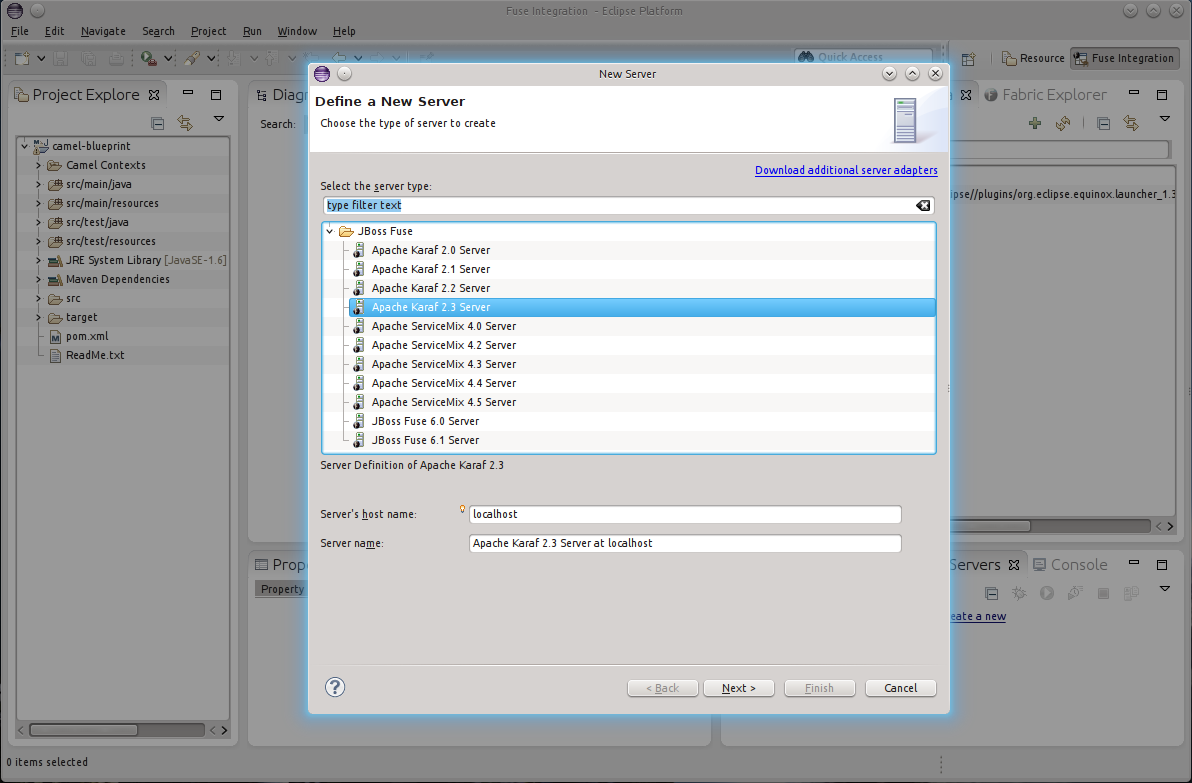 Fuse Integration - Eclipse Platform
File Edit Navigate Search Project Run Window Help
Quick Access
Resource
Fuse Integration
Project Explore
camel-blueprint
Camel Contexts
src/main/java
src/main/resources
src/test/java
src/test/resources
JRE System Library [JavaSE-1.6]
Maven Dependencies
src
target
pom.xml
ReadMe.txt
Diagr
Search:
New Server
Define a New Server
Choose the type of server to create
Download additional server adapters
Select the server type:
type filter text
JBoss Fuse
Apache Karaf 2.0 Server
Apache Karaf 2.1 Server
Apache Karaf 2.2 Server
Apache Karaf 2.3 Server
Apache ServiceMix 4.0 Server
Apache ServiceMix 4.2 Server
Apache ServiceMix 4.3 Server
Apache ServiceMix 4.4 Server
Apache ServiceMix 4.5 Server
JBoss Fuse 6.0 Server
JBoss Fuse 6.1 Server
Server Definition of Apache Karaf 2.3
Server's host name: localhost
Server name: Apache Karaf 2.3 Server at localhost
? < Back Next > Finish Cancel
Fabric Explorer
ipse//plugins/org.eclipse.equinox.launcher_1.3
Prop
Property
Servers
Console
eate a new
0 items selected